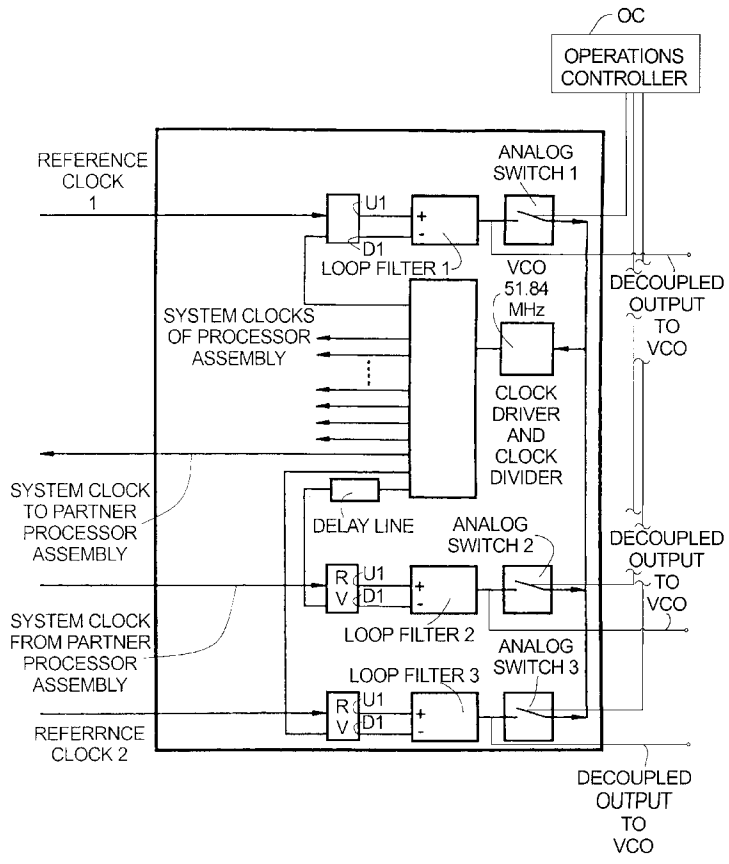 OC
OPERATIONS
CONTROLLER
REFERENCE
CLOCK
1
ANALOG
SWITCH 1
U1
+
-
D1
LOOP FILTER 1
VCO
51.84
MHz
DECOUPLED
OUTPUT
TO
VCO
SYSTEM CLOCKS
OF PROCESSOR
ASSEMBLY
CLOCK
DRIVER
AND
CLOCK
DIVIDER
SYSTEM CLOCK
TO PARTNER
PROCESSOR
ASSEMBLY
DELAY LINE
ANALOG
SWITCH 2
DECOUPLED
OUTPUT
TO
VCO
R U1
V D1
+
-
LOOP FILTER 2
SYSTEM CLOCK
FROM PARTNER
PROCESSOR
ASSEMBLY
ANALOG
SWITCH 3
LOOP FILTER 3
R U1
V D1
+
-
REFERRNCE
CLOCK 2
DECOUPLED
OUTPUT
TO
VCO